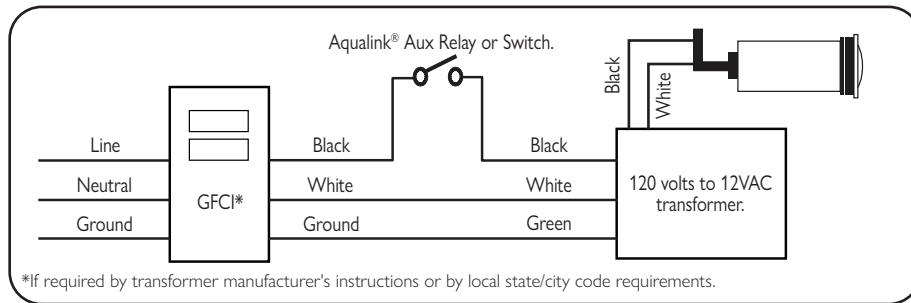 Aqualink® Aux Relay or Switch.
Black
White
Line
Black
Black
Neutral
GFCI*
White
White
120 volts to 12VAC
transformer.
Ground
Ground
Green
*If required by transformer manufacturer's instructions or by local state/city code requirements.